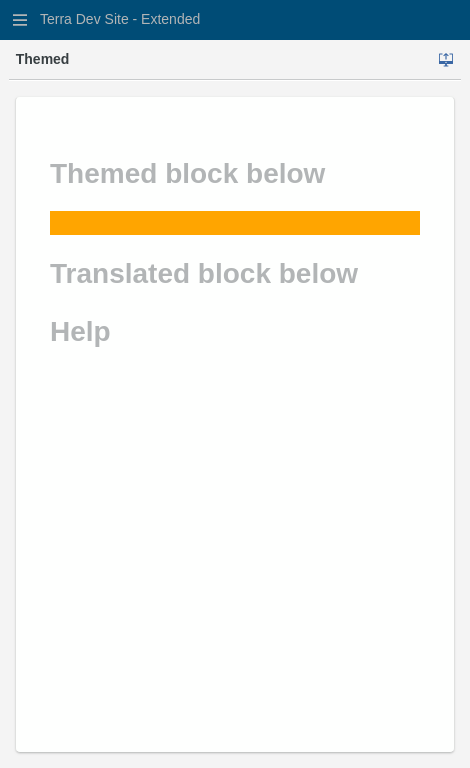 Terra Dev Site - Extended
Themed
Themed block below
Translated block below
Help